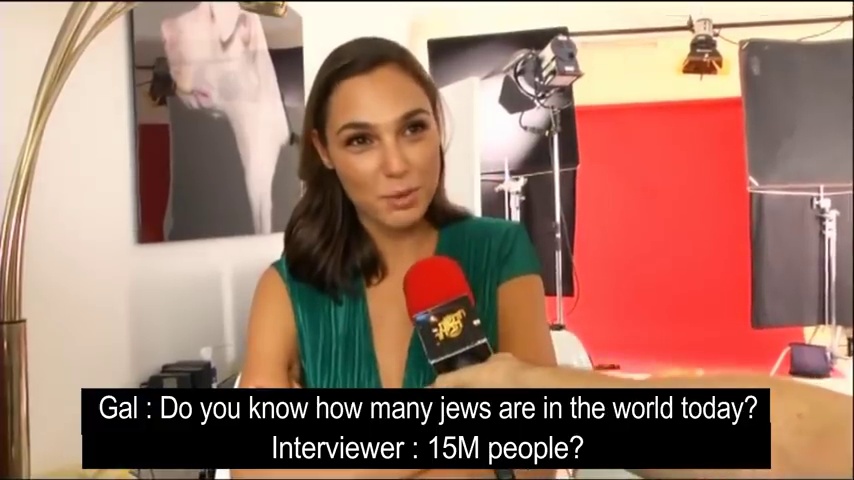 Gal : Do you know how many jews are in the world today?
Interviewer : 15M people?